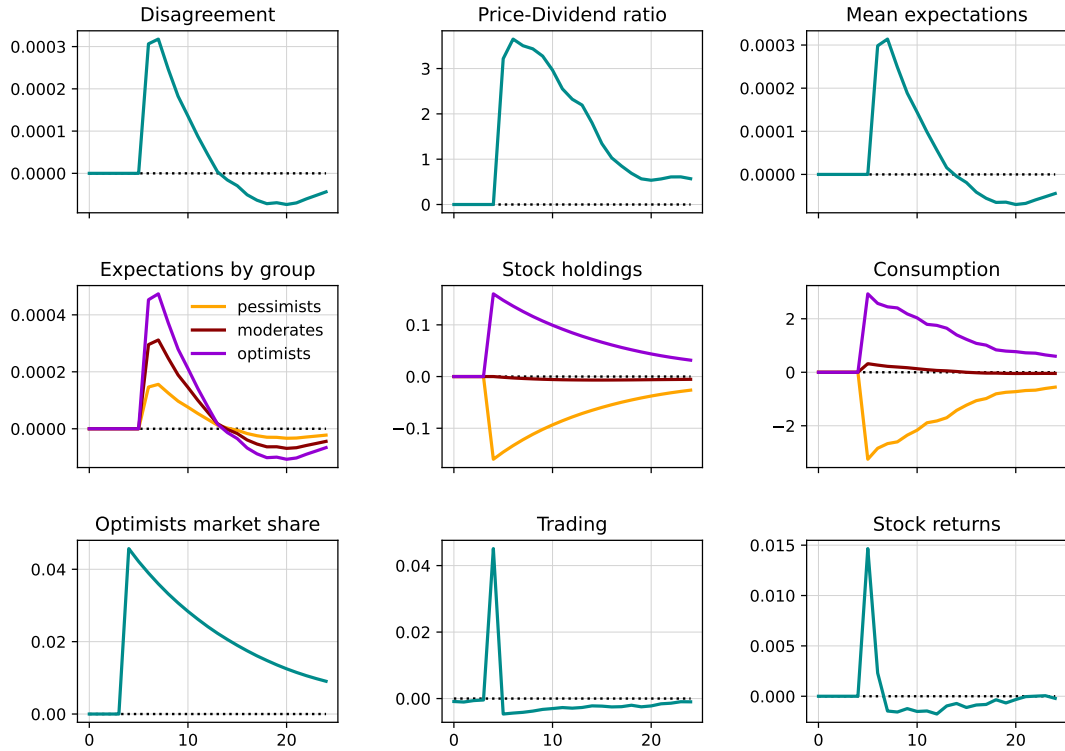 Disagreement
0.0003
0.0002
0.0001
0.0000
Price-Dividend ratio
3
2
1
0
Mean expectations
0.0003
0.0002
0.0001
0.0000
Expectations by group
0.0004
0.0002
0.0000
pessimists
moderates
optimists
Stock holdings
0.1
0.0
−0.1
Consumption
2
0
−2
Optimists market share
0.04
0.02
0.00
0 10 20
Trading
0.04
0.02
0.00
0 10 20
Stock returns
0.015
0.010
0.005
0.000
0 10 20